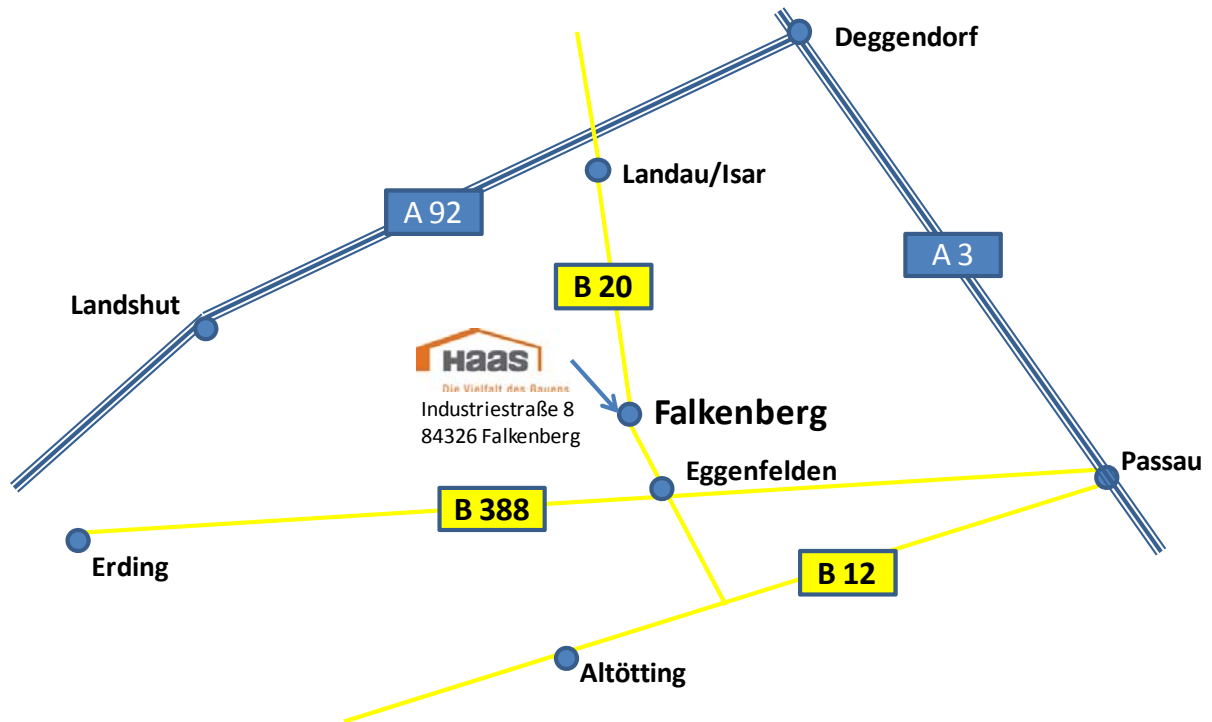 Deggendorf
Landau/Isar
A 92
A 3
B 20
Landshut
Haas
Die Vielfalt des Bauens
Industriestraße 8
84326 Falkenberg
Falkenberg
Eggenfelden
Passau
B 388
Erding
B 12
Altötting